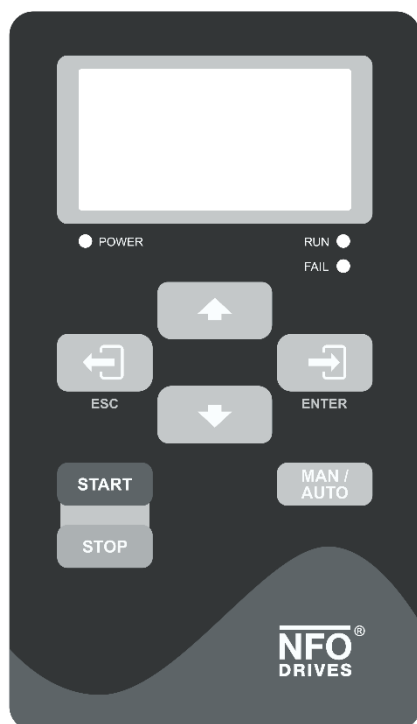 POWER
RUN
FAIL
ESC
ENTER
START
MAN /
AUTO
STOP
NFO®
DRIVES